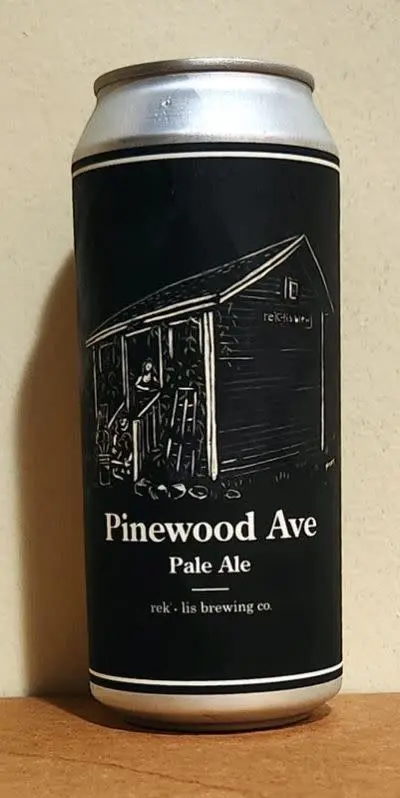 Pinewood Ave
Pale Ale
rek'·lis brewing co.